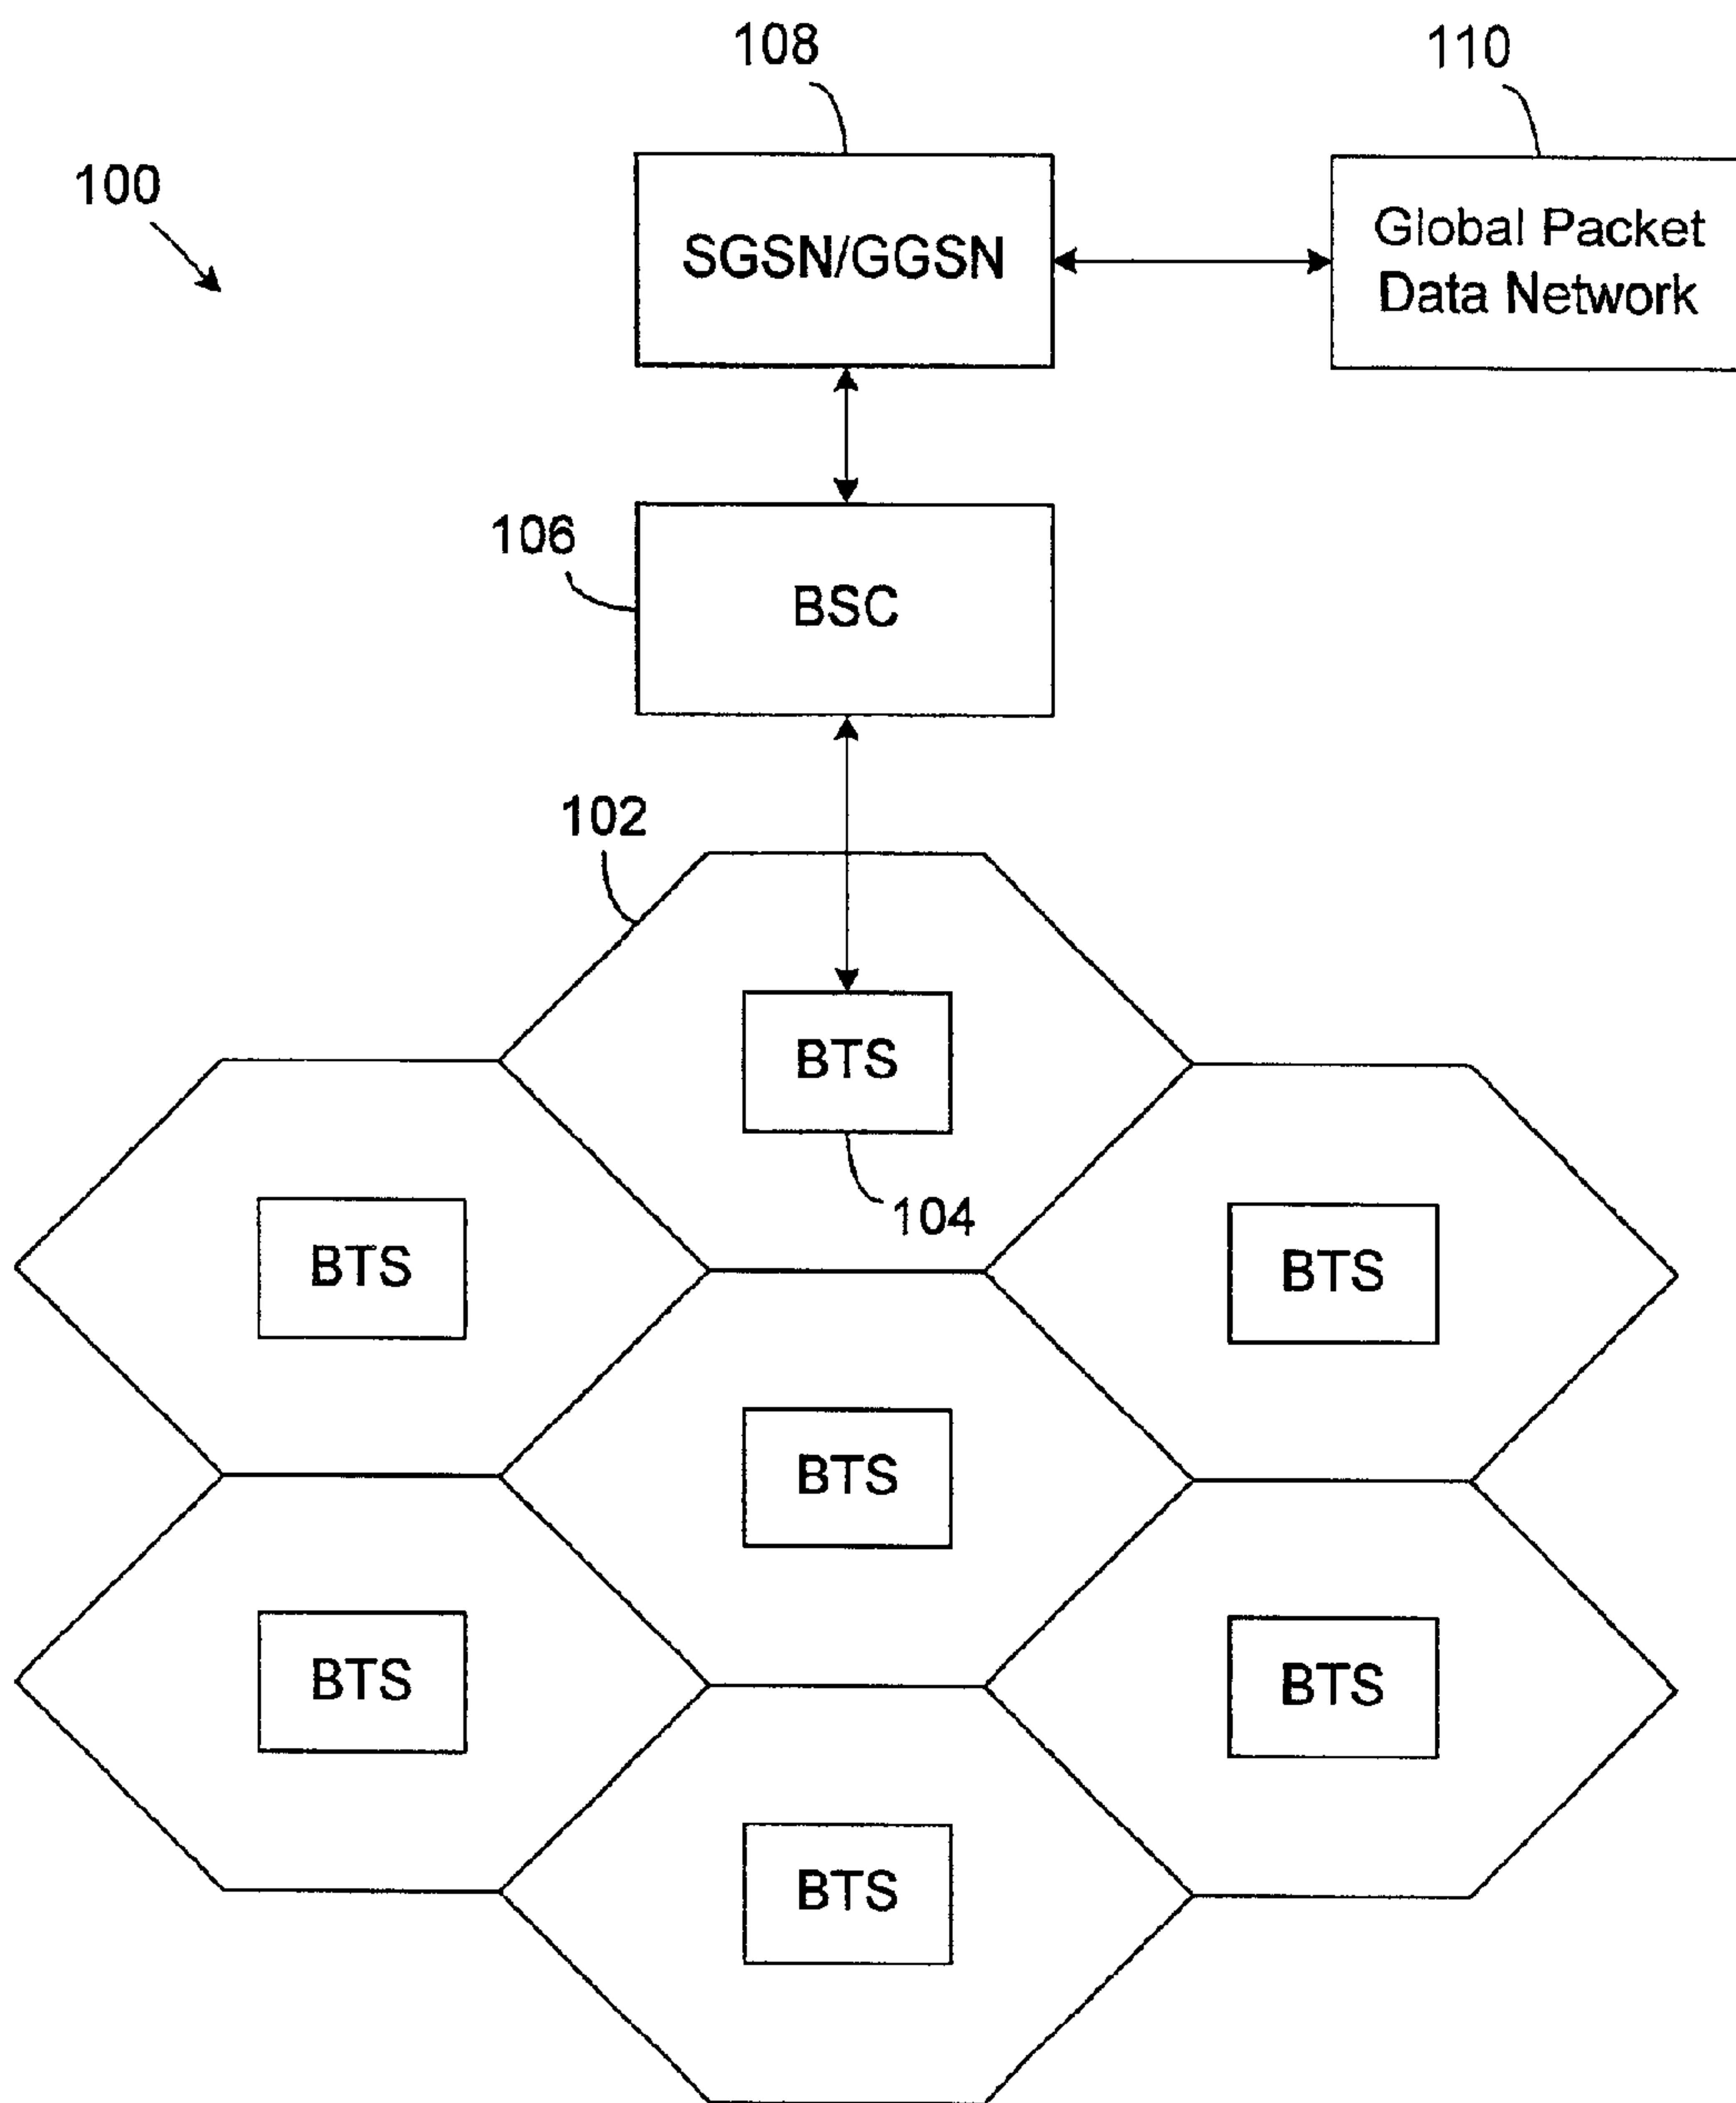 108
110
100
SGSN/GGSN
Global Packet
Data Network
106
BSC
102
BTS
104
BTS
BTS
BTS
BTS
BTS
BTS